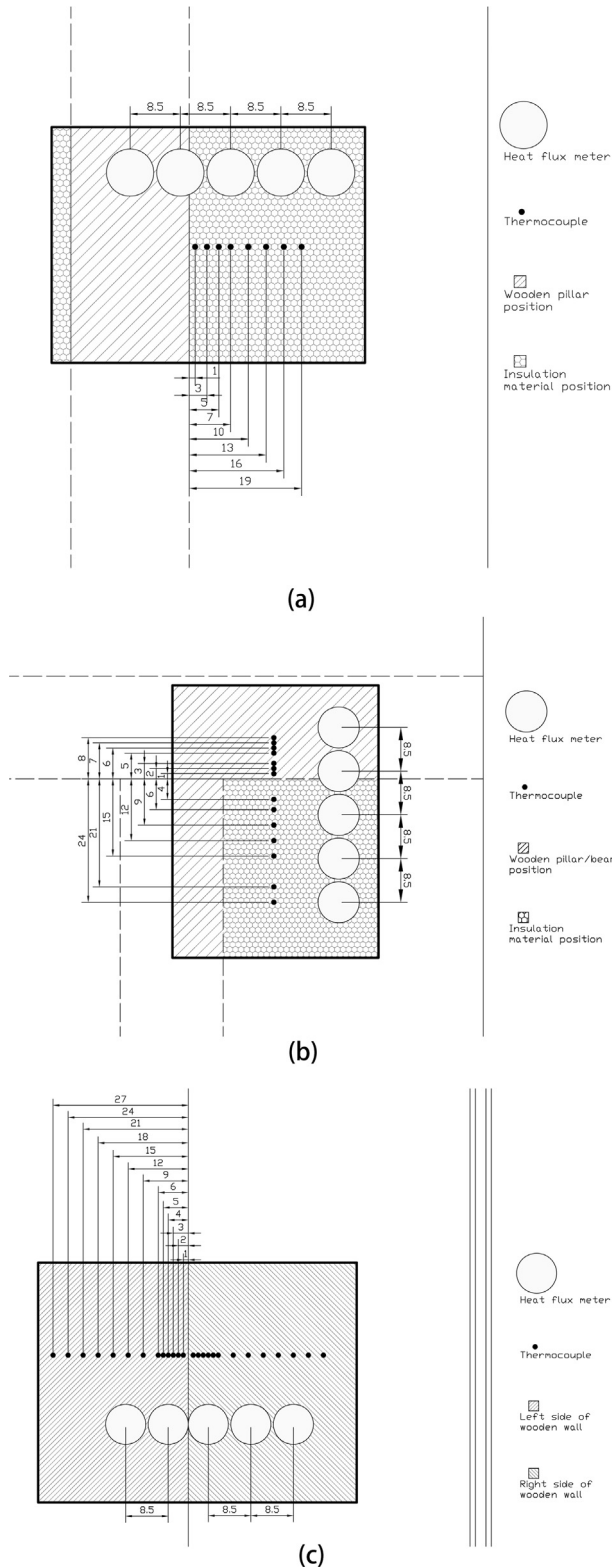 8.5 8.5 8.5 8.5
Heat flux meter
Thermocouple
Wooden pillar
position
Insulation
material position
1
3
5
7
10
13
16
19
(a)
8 7 6 5 3 2 1
4
6
9
12
15
21
24
8.5
8.5
8.5
8.5
Heat flux meter
Thermocouple
Wooden pillar/bear
position
Insulation
material position
(b)
27
24
21
18
15
12
9
6
5
4
3
2
1
Heat flux meter
Thermocouple
Left side of
wooden wall
Right side of
wooden wall
8.5 8.5 8.5
(c)